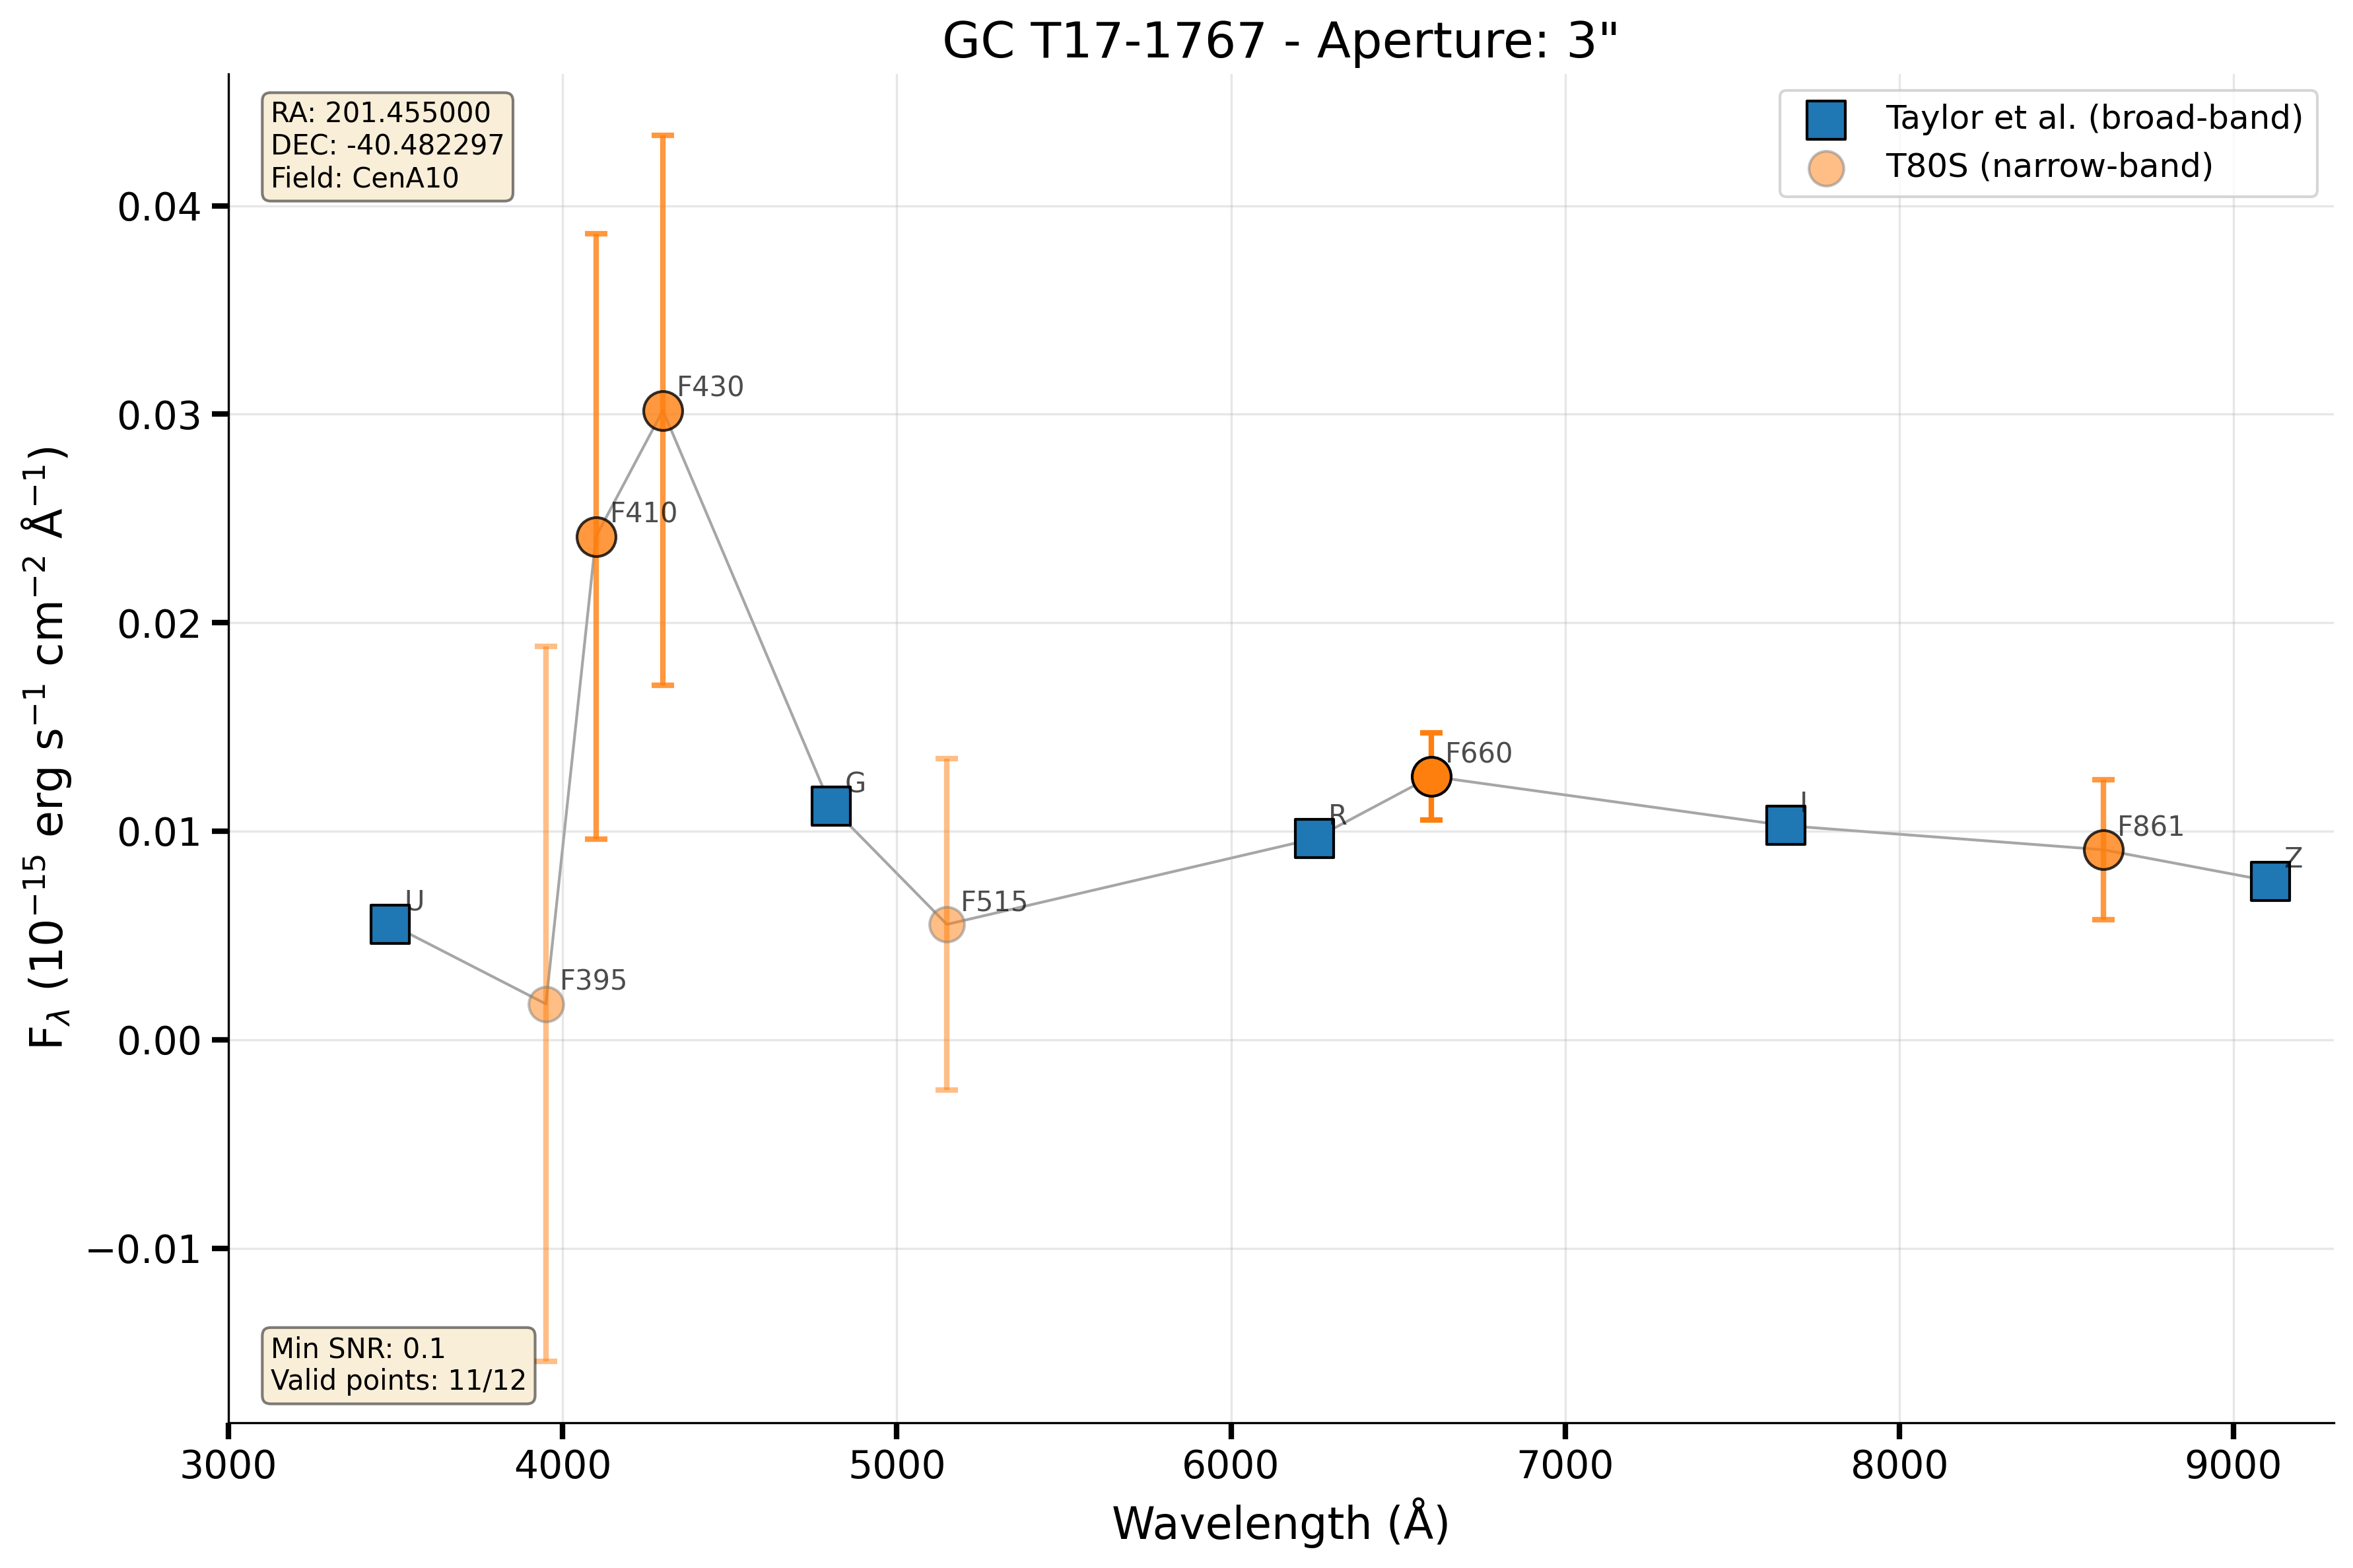 GC T17-1767 - Aperture: 3"
RA: 201.455000
DEC: -40.482297
Field: CenA10
Taylor et al. (broad-band)
T80S (narrow-band)
F_λ (10⁻¹⁵ erg s⁻¹ cm⁻² Å⁻¹)
0.04
0.03
0.02
0.01
0.00
−0.01
U
F395
F410
F430
G
F515
R
F660
I
F861
Z
Min SNR: 0.1
Valid points: 11/12
3000 4000 5000 6000 7000 8000 9000
Wavelength (Å)